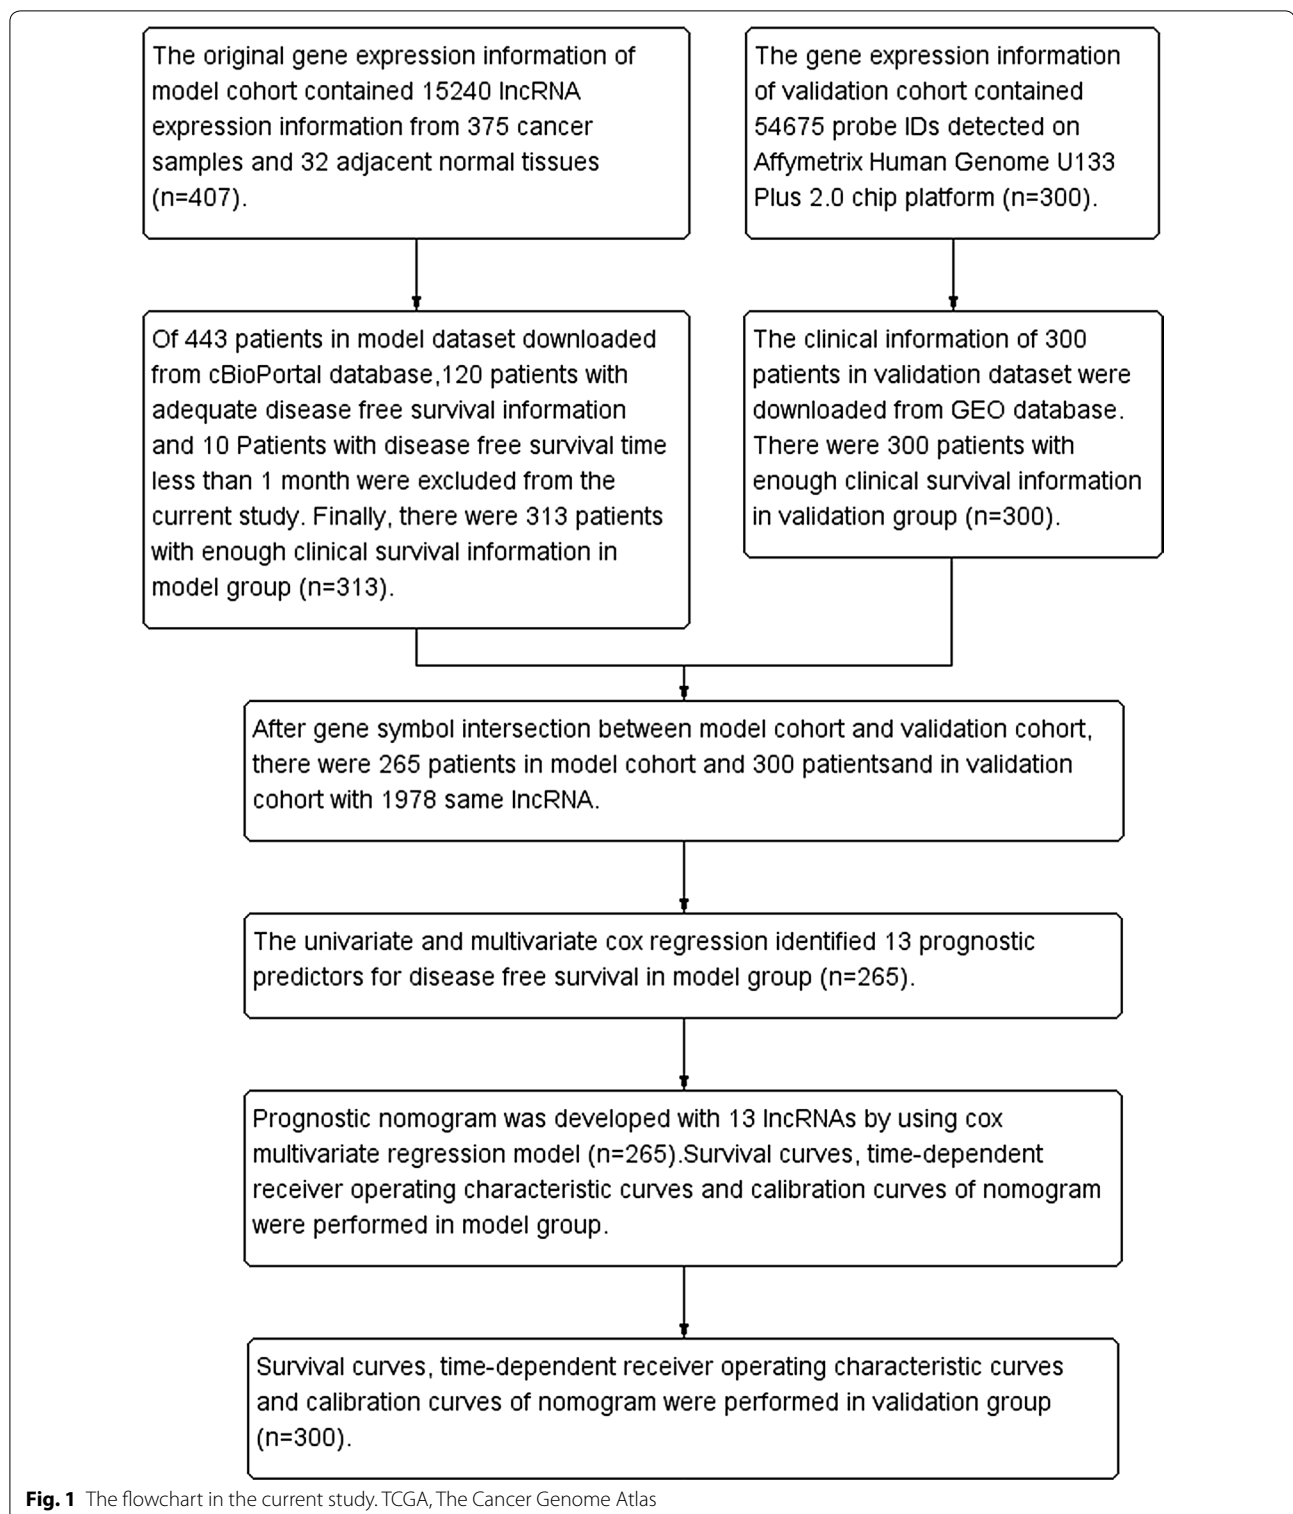 The original gene expression information of
model cohort contained 15240 lncRNA
expression information from 375 cancer
samples and 32 adjacent normal tissues
(n=407).
The gene expression information
of validation cohort contained
54675 probe IDs detected on
Affymetrix Human Genome U133
Plus 2.0 chip platform (n=300).
Of 443 patients in model dataset downloaded
from cBioPortal database,120 patients with
adequate disease free survival information
and 10 Patients with disease free survival time
less than 1 month were excluded from the
current study. Finally, there were 313 patients
with enough clinical survival information in
model group (n=313).
The clinical information of 300
patients in validation dataset were
downloaded from GEO database.
There were 300 patients with
enough clinical survival information
in validation group (n=300).
After gene symbol intersection between model cohort and validation cohort,
there were 265 patients in model cohort and 300 patientsand in validation
cohort with 1978 same lncRNA.
The univariate and multivariate cox regression identified 13 prognostic
predictors for disease free survival in model group (n=265).
Prognostic nomogram was developed with 13 lncRNAs by using cox
multivariate regression model (n=265).Survival curves, time-dependent
receiver operating characteristic curves and calibration curves of nomogram
were performed in model group.
Survival curves, time-dependent receiver operating characteristic curves
and calibration curves of nomogram were performed in validation group
(n=300).
Fig. 1 The flowchart in the current study. TCGA, The Cancer Genome Atlas